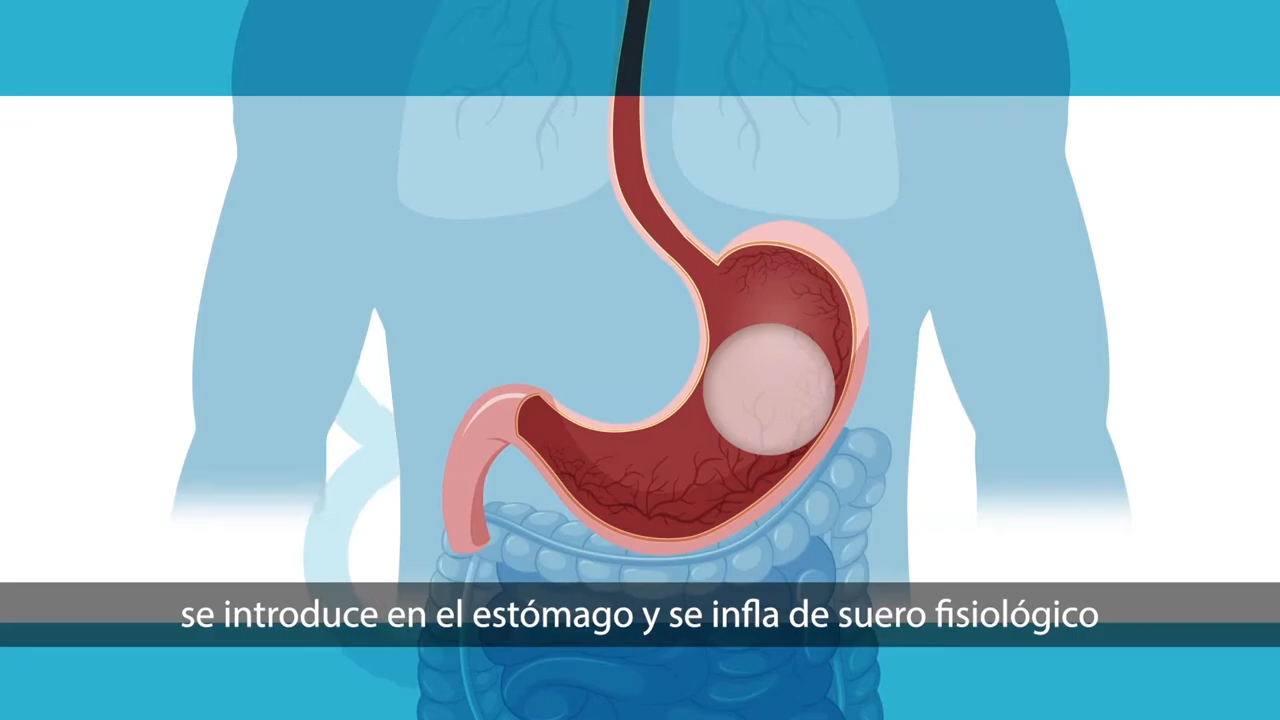 se introduce en el estómago y se infla de suero fisiológico